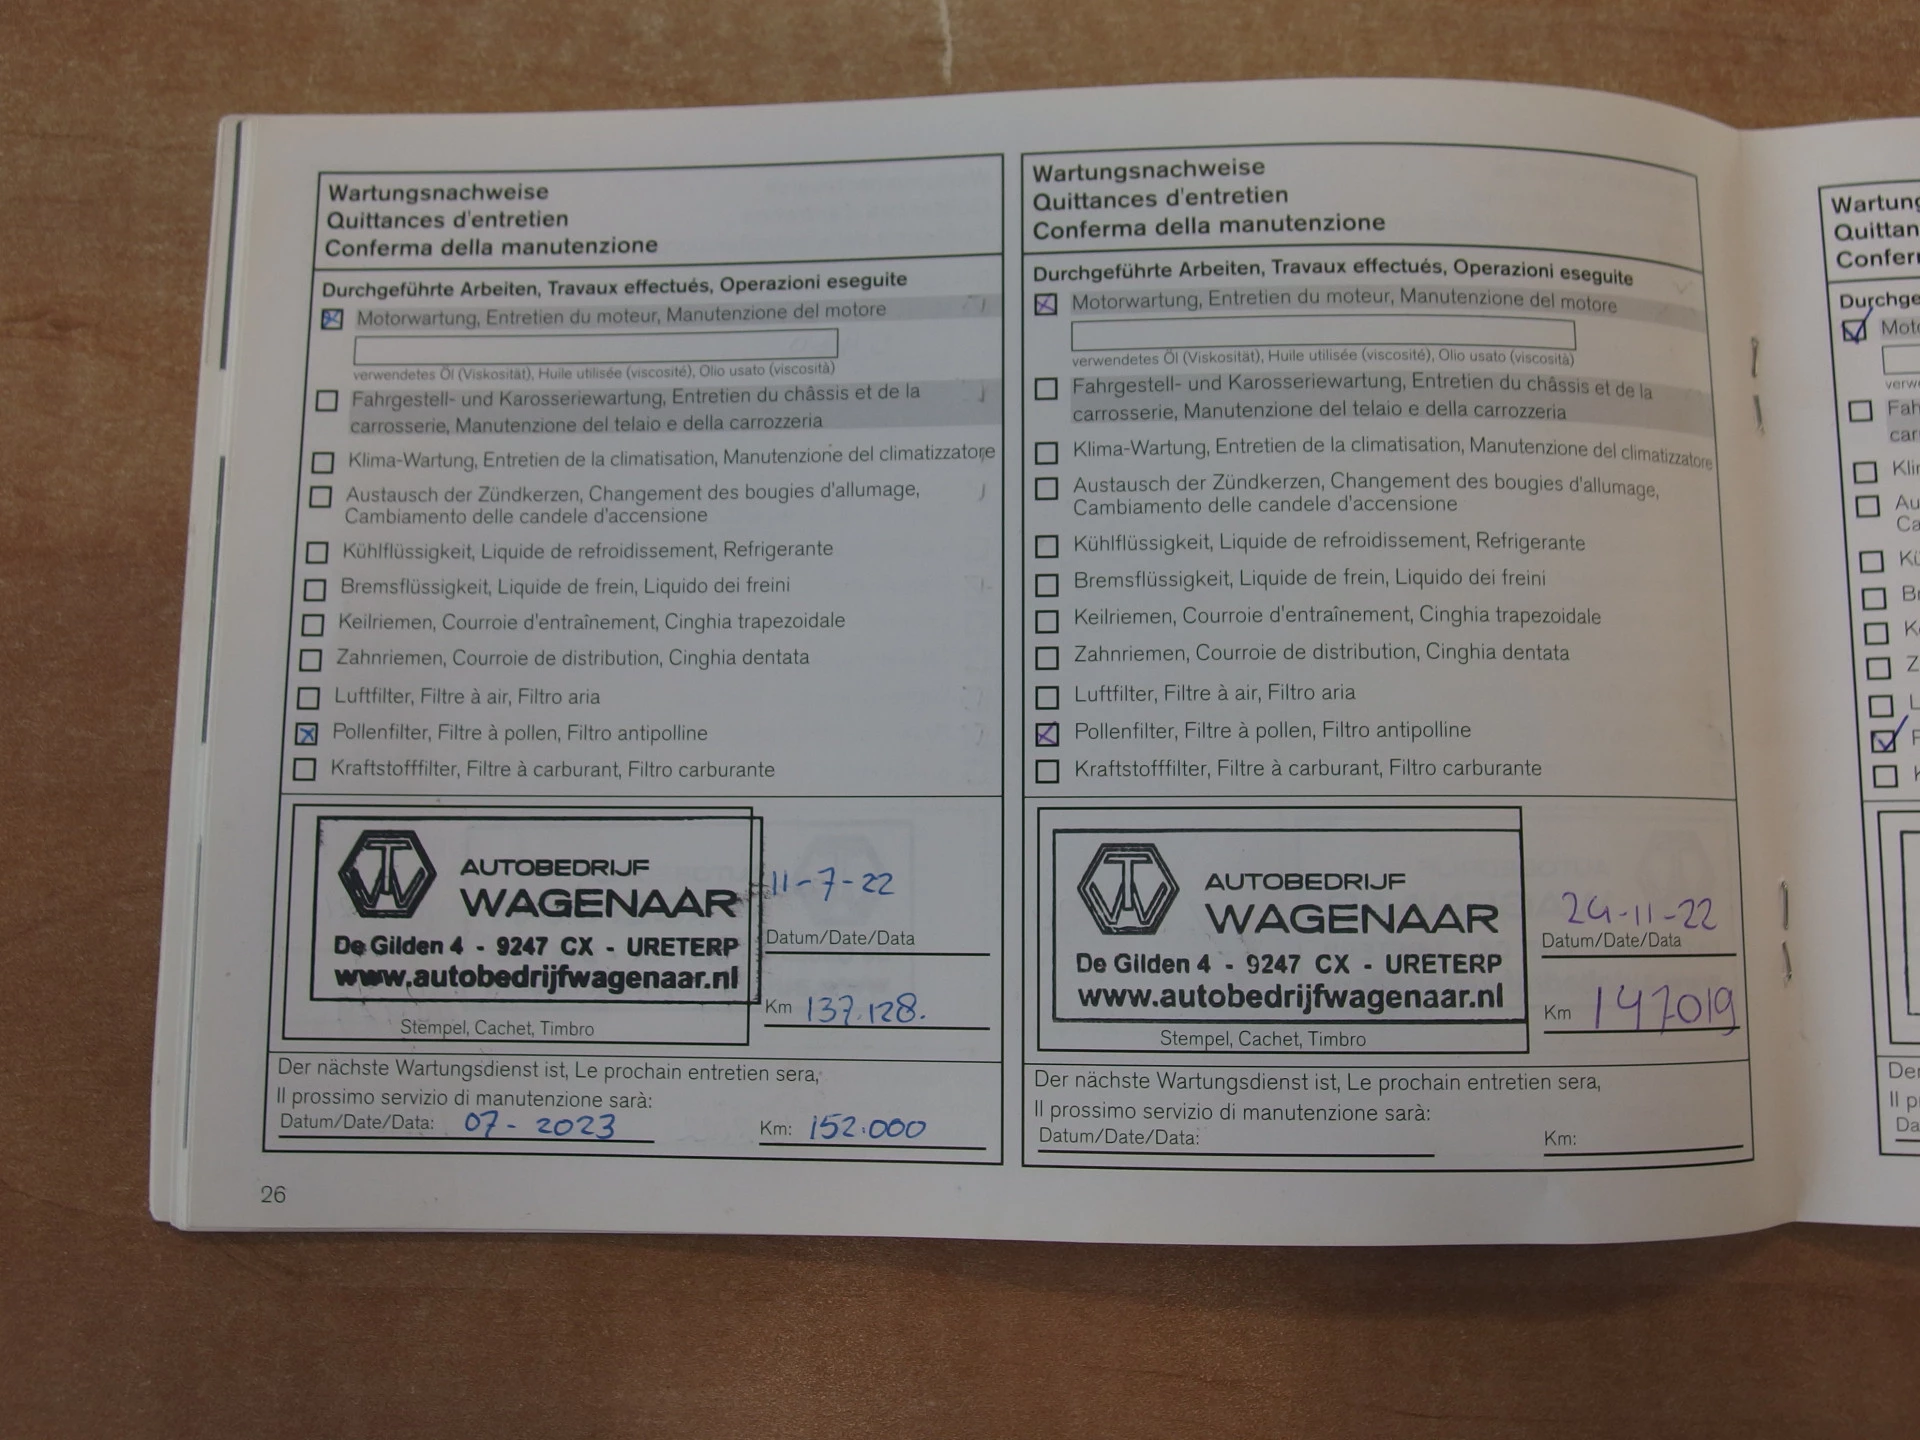 Wartungsnachweise
Quittances d'entretien
Conferma della manutenzione
Durchgeführte Arbeiten, Travaux effectués, Operazioni eseguite
Motorwartung, Entretien du moteur, Manutenzione del motore
verwendetes Öl (Viskosität), Huile utilisée (viscosité), Olio usato (viscosità)
Fahrgestell- und Karosseriewartung, Entretien du châssis et de la
carrosserie, Manutenzione del telaio e della carrozzeria
Klima-Wartung, Entretien de la climatisation, Manutenzione del climatizzatore
Austausch der Zündkerzen, Changement des bougies d'allumage,
Cambiamento delle candele d'accensione
Kühlflüssigkeit, Liquide de refroidissement, Refrigerante
Bremsflüssigkeit, Liquide de frein, Liquido dei freini
Keilriemen, Courroie d'entraînement, Cinghia trapezoidale
Zahnriemen, Courroie de distribution, Cinghia dentata
Luftfilter, Filtre à air, Filtro aria
Pollenfilter, Filtre à pollen, Filtro antipolline
Kraftstofffilter, Filtre à carburant, Filtro carburante
AUTOBEDRIJF
WAGENAAR
De Gilden 4 - 9247 CX - URETERP
www.autobedrijfwagenaar.nl
Stempel, Cachet, Timbro
11-7-22
Datum/Date/Data
Km 137.128.
Der nächste Wartungsdienst ist, Le prochain entretien sera,
Il prossimo servizio di manutenzione sarà:
Datum/Date/Data: 07-2023 Km: 152.000
26
Wartungsnachweise
Quittances d'entretien
Conferma della manutenzione
Durchgeführte Arbeiten, Travaux effectués, Operazioni eseguite
Motorwartung, Entretien du moteur, Manutenzione del motore
verwendetes Öl (Viskosität), Huile utilisée (viscosité), Olio usato (viscosità)
Fahrgestell- und Karosseriewartung, Entretien du châssis et de la
carrosserie, Manutenzione del telaio e della carrozzeria
Klima-Wartung, Entretien de la climatisation, Manutenzione del climatizzatore
Austausch der Zündkerzen, Changement des bougies d'allumage,
Cambiamento delle candele d'accensione
Kühlflüssigkeit, Liquide de refroidissement, Refrigerante
Bremsflüssigkeit, Liquide de frein, Liquido dei freini
Keilriemen, Courroie d'entraînement, Cinghia trapezoidale
Zahnriemen, Courroie de distribution, Cinghia dentata
Luftfilter, Filtre à air, Filtro aria
Pollenfilter, Filtre à pollen, Filtro antipolline
Kraftstofffilter, Filtre à carburant, Filtro carburante
AUTOBEDRIJF
WAGENAAR
De Gilden 4 - 9247 CX - URETERP
www.autobedrijfwagenaar.nl
Stempel, Cachet, Timbro
24-11-22
Datum/Date/Data
Km 147019
Der nächste Wartungsdienst ist, Le prochain entretien sera,
Il prossimo servizio di manutenzione sarà:
Datum/Date/Data: Km: